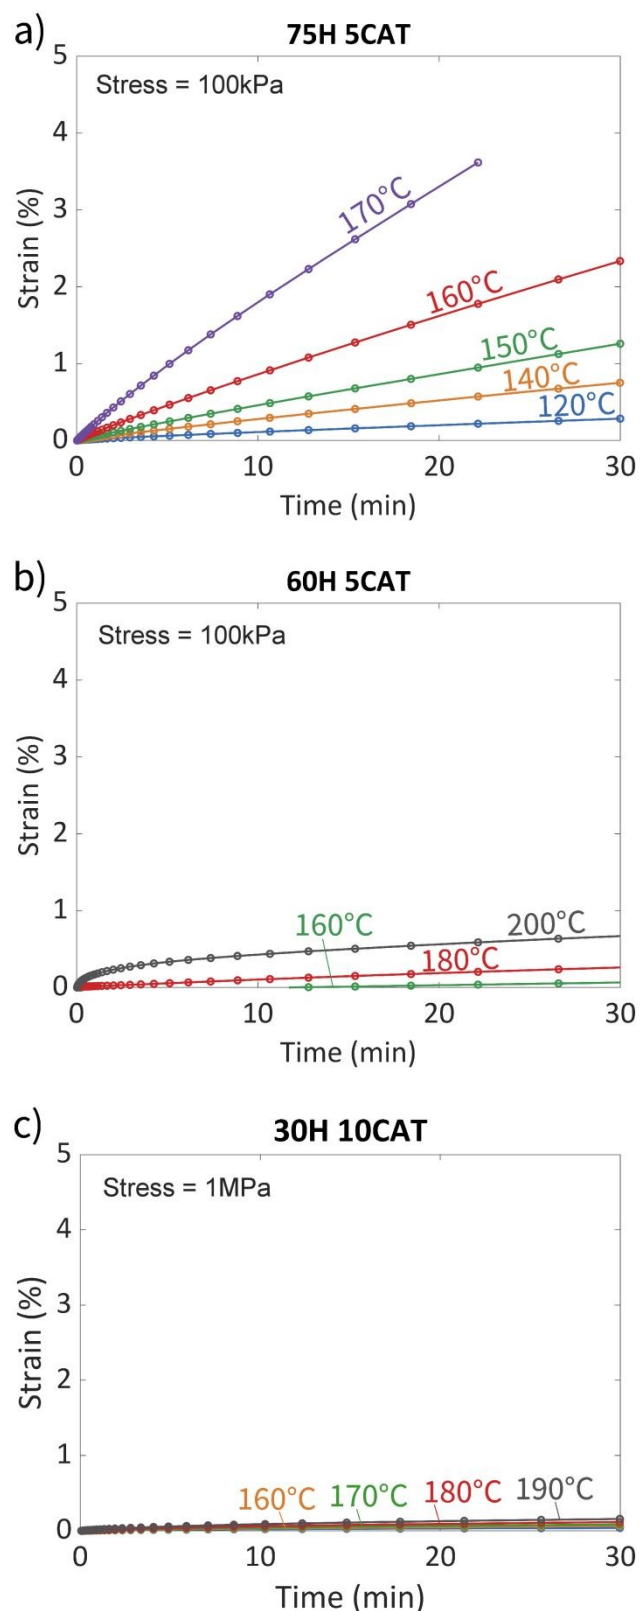 a)
75H 5CAT
Stress = 100kPa
Strain (%)
5
4
3
2
1
0
170°C
160°C
150°C
140°C
120°C
0 10 20 30
Time (min)
b)
60H 5CAT
Stress = 100kPa
Strain (%)
5
4
3
2
1
0
160°C
200°C
180°C
0 10 20 30
Time (min)
c)
30H 10CAT
Stress = 1MPa
Strain (%)
5
4
3
2
1
0
160°C
170°C
180°C
190°C
0 10 20 30
Time (min)